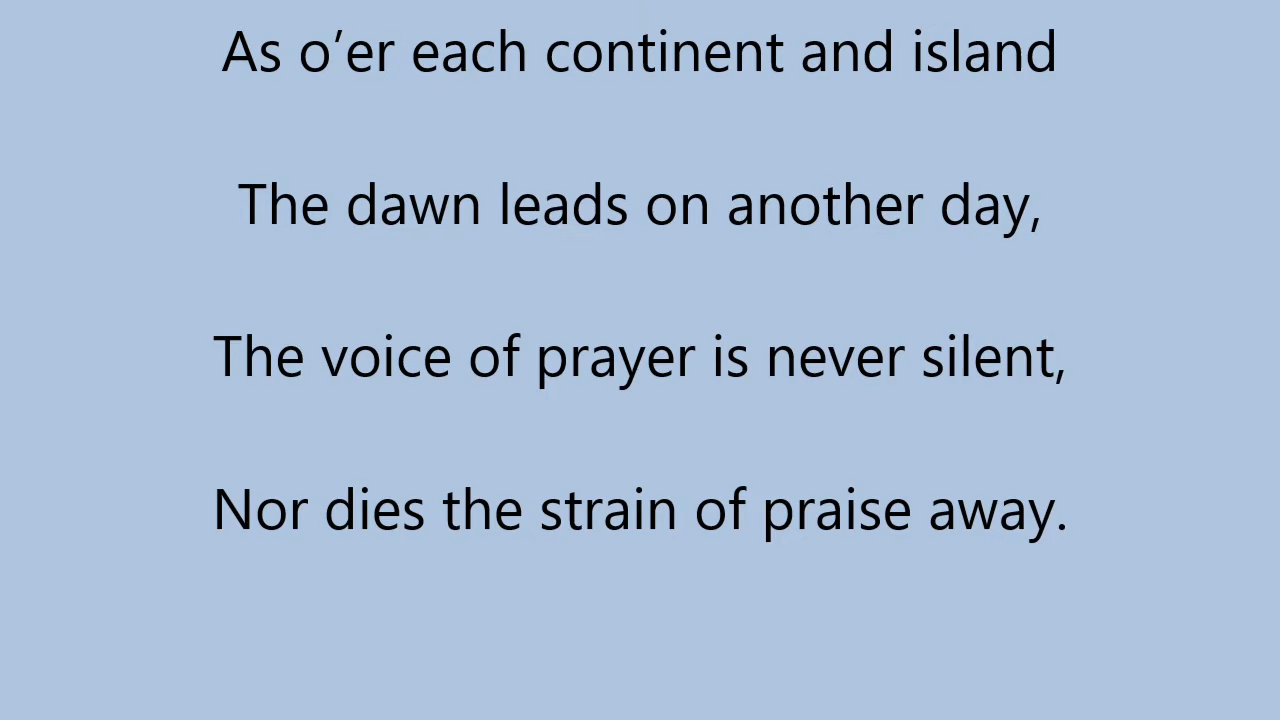 As o’er each continent and island
The dawn leads on another day,
The voice of prayer is never silent,
Nor dies the strain of praise away.